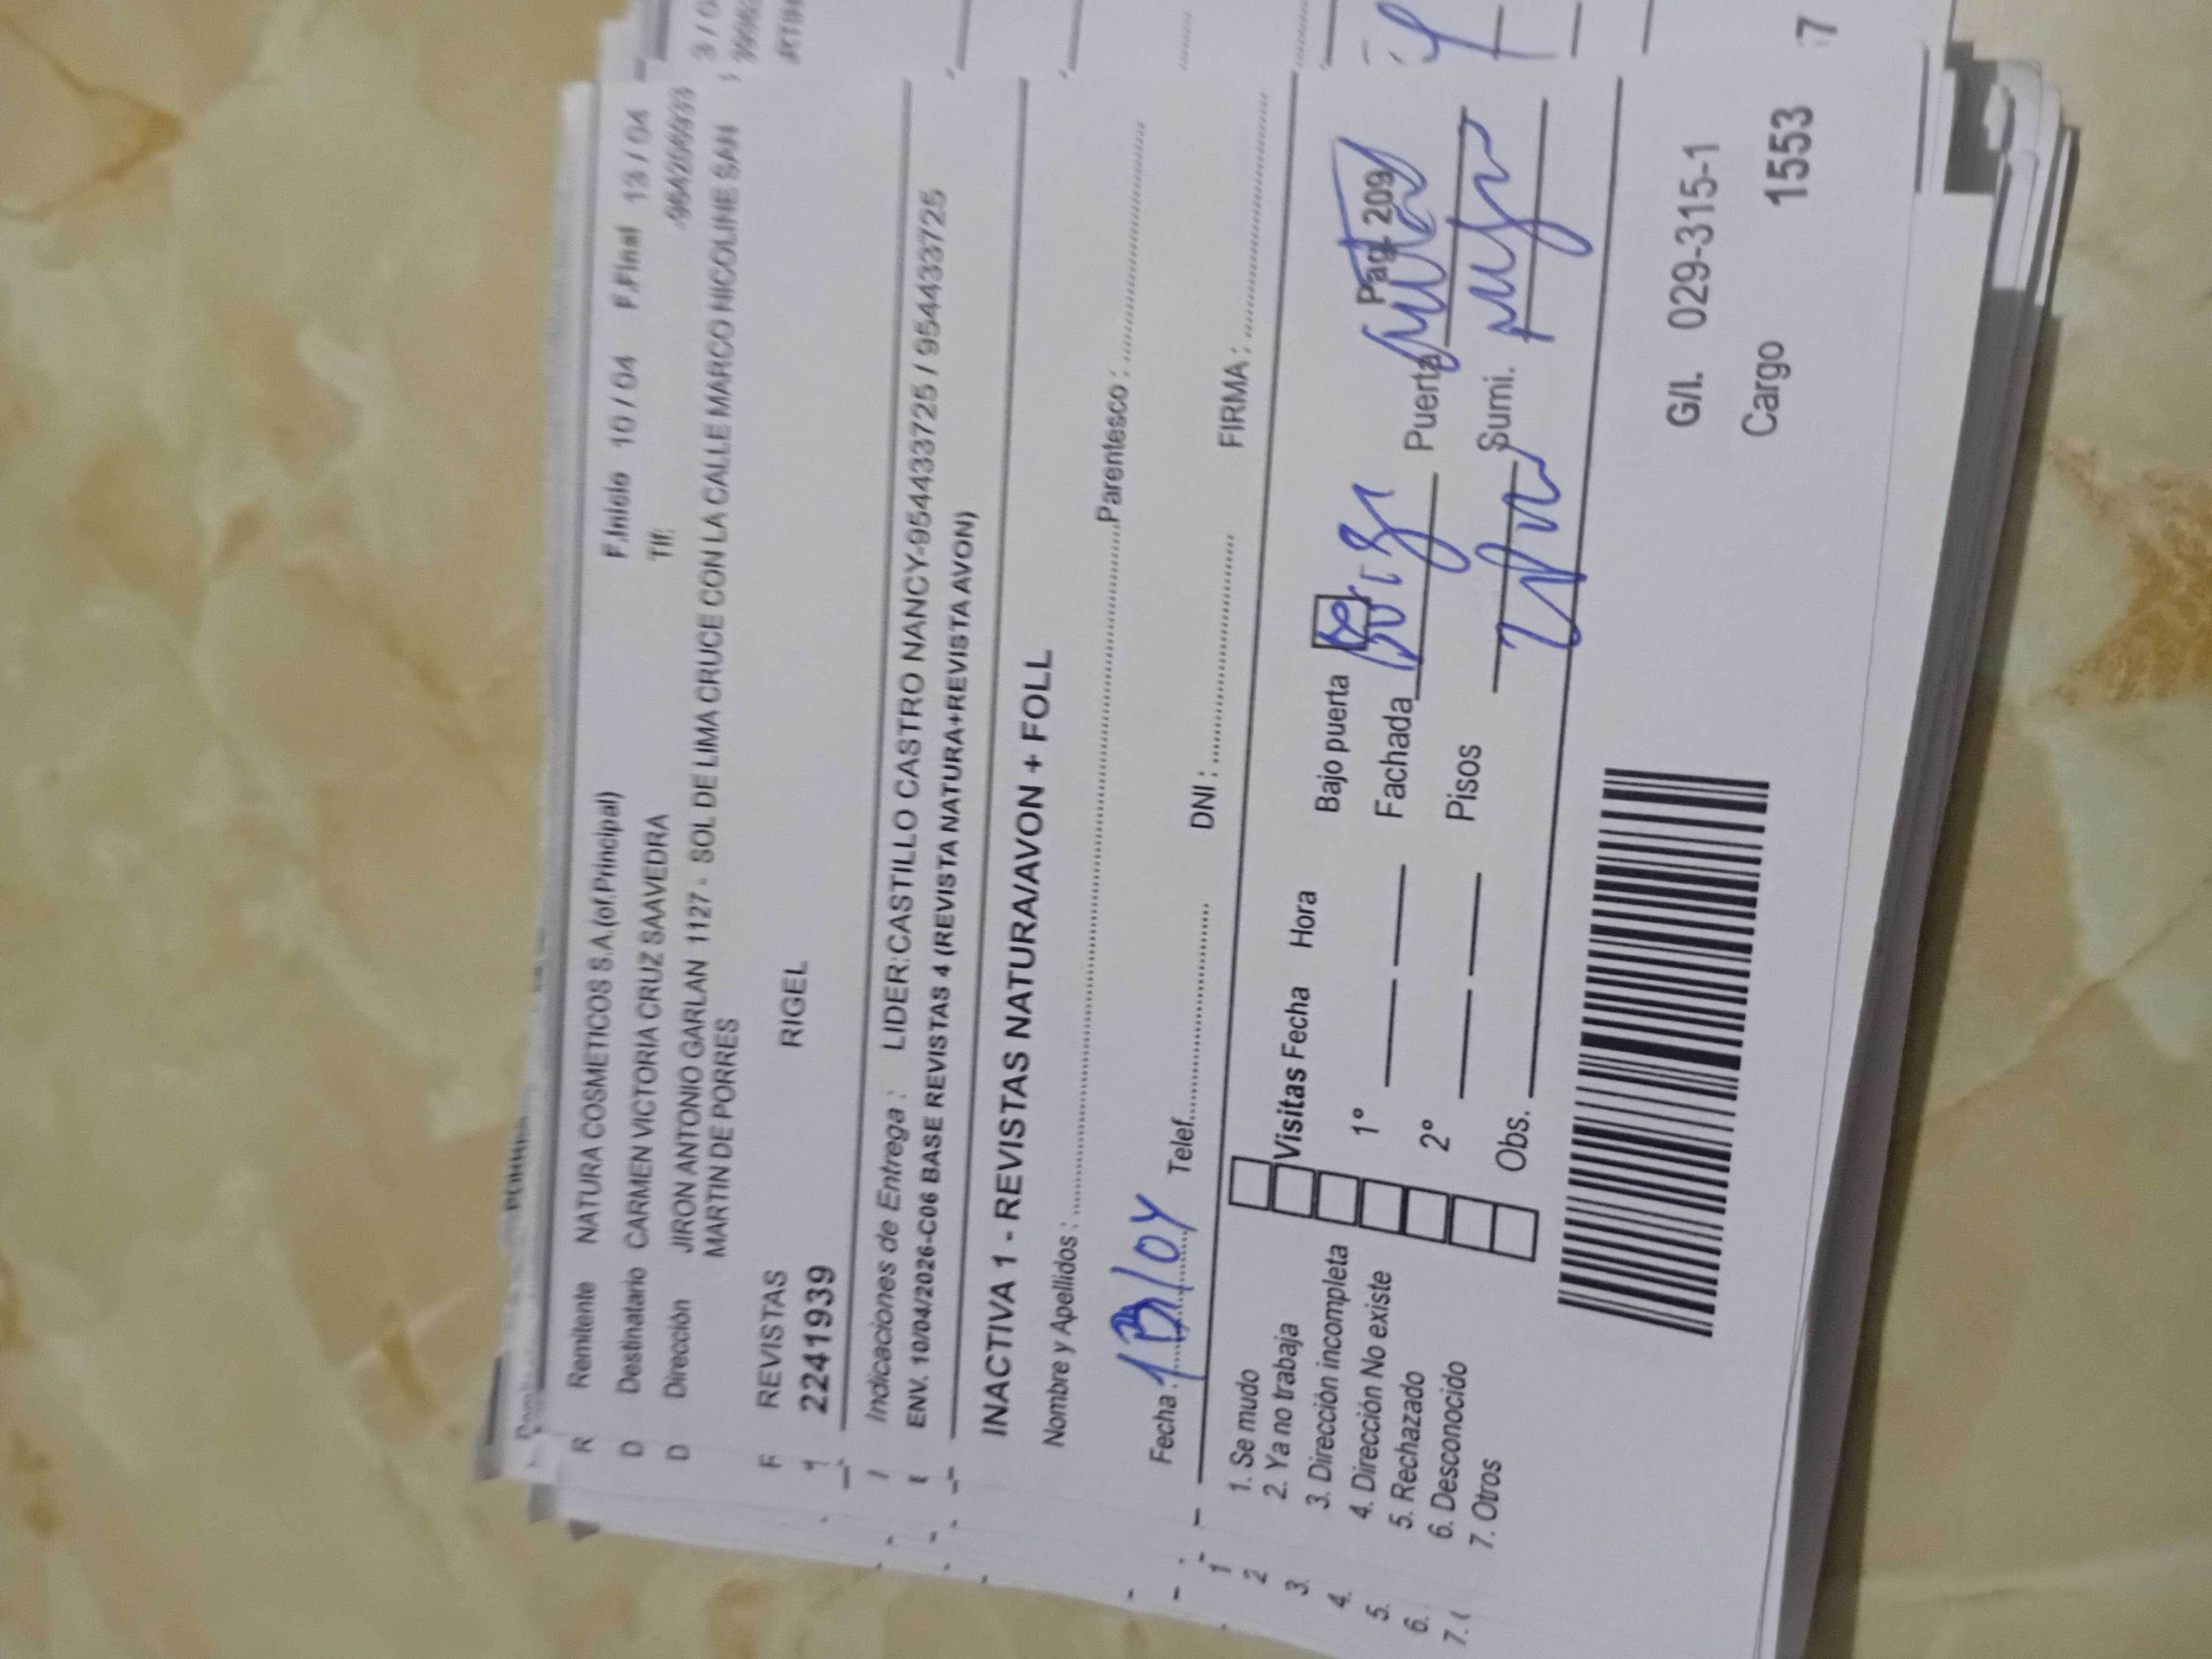 Remitente NATURA COSMETICOS S.A.(of.Principal) F.Inicio 10/04 F.Final 13/04
Destinatario CARMEN VICTORIA CRUZ SAAVEDRA Tlf:
Dirección JIRON ANTONIO GARLAN 1127 - SOL DE LIMA CRUCE CON LA CALLE MARCO NICOLINE SAN
MARTIN DE PORRES
REVISTAS RIGEL
2241939
Indicaciones de Entrega : LIDER:CASTILLO CASTRO NANCY-954433725 / 954433725
ENV. 10/04/2026-C06 BASE REVISTAS 4 (REVISTA NATURA+REVISTA AVON)
INACTIVA 1 - REVISTAS NATURA/AVON + FOLL
Nombre y Apellidos : Parentesco :
Fecha : Telef. DNI : FIRMA :
1. Se mudo
2. Ya no trabaja
3. Dirección incompleta
4. Dirección No existe
5. Rechazado
6. Desconocido
7. Otros
Visitas Fecha Hora Bajo puerta
1° Fachada Puerta Pag. 209
2° Pisos Sumi.
Obs.
G/I. 029-315-1
Cargo 1553